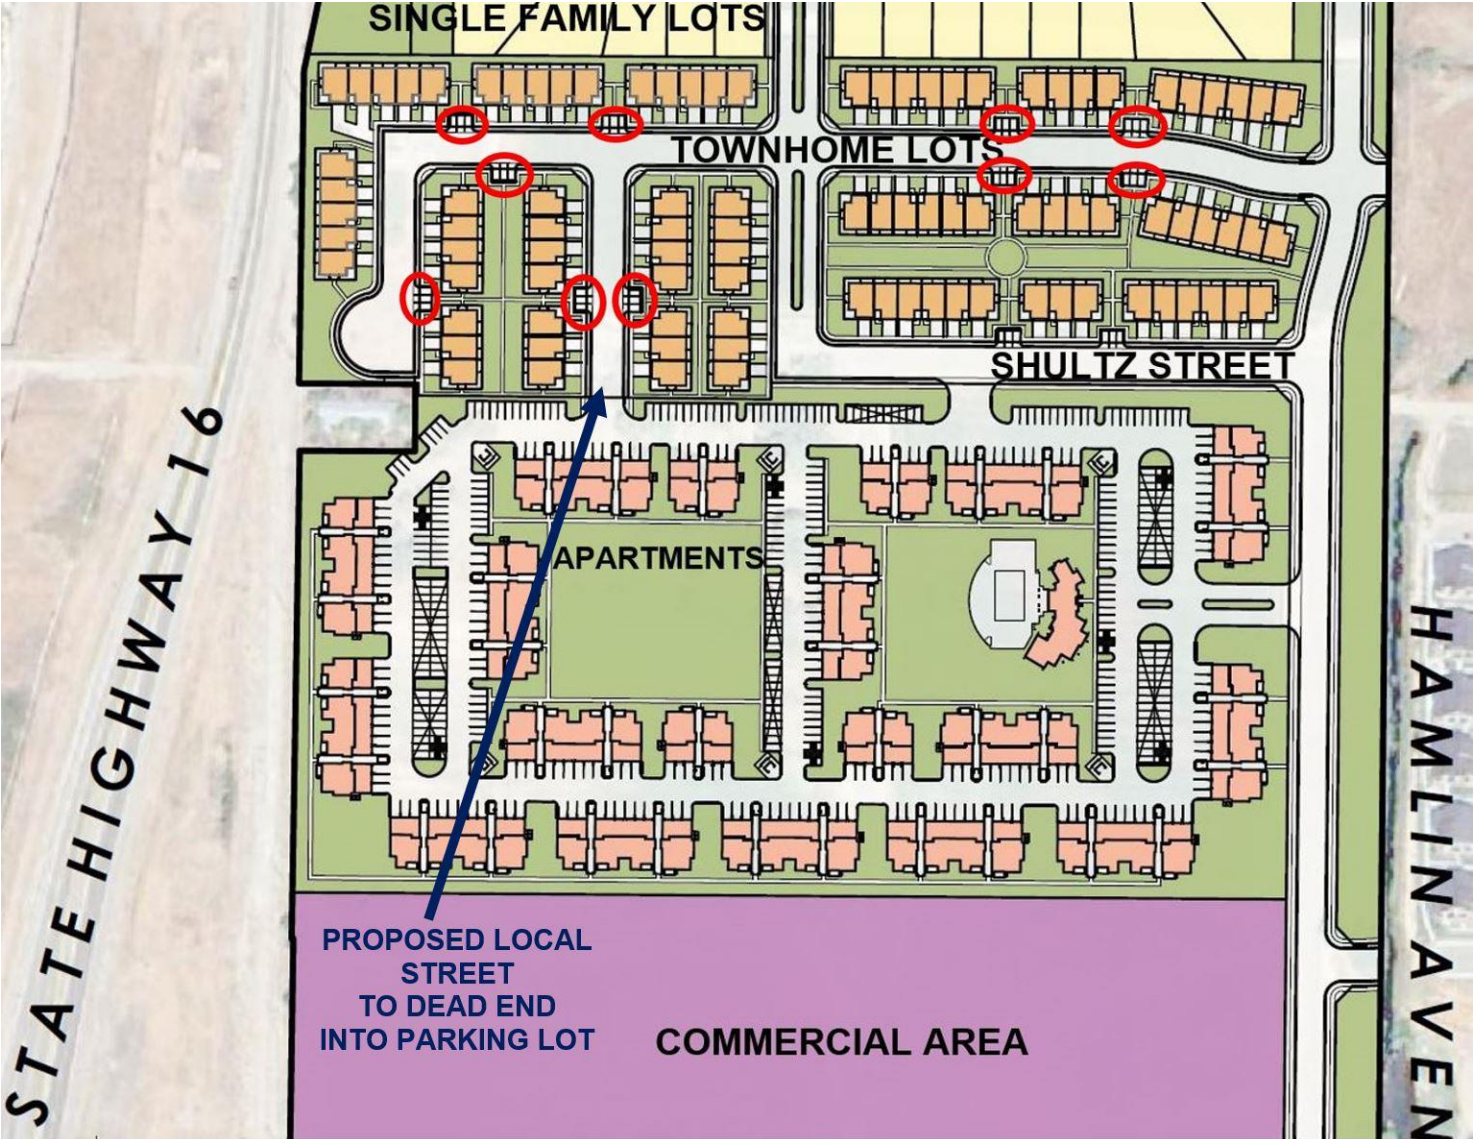 SINGLE FAMILY LOTS
TOWNHOME LOTS
SHULTZ STREET
STATE HIGHWAY 16
APARTMENTS
HAMLIN AVEN
PROPOSED LOCAL
STREET
TO DEAD END
INTO PARKING LOT
COMMERCIAL AREA